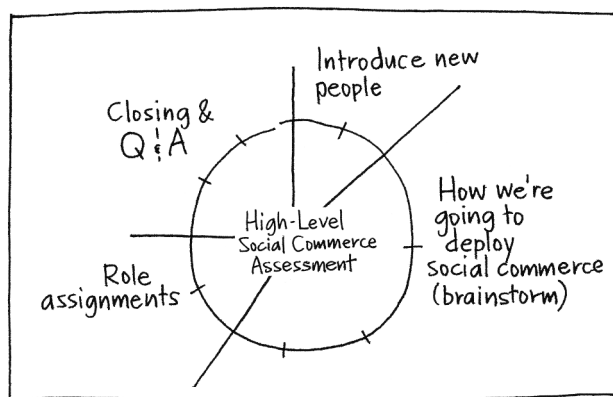 Introduce new
people
How we're
going to
deploy
social commerce
(brainstorm)
Role
assignments
Closing &
Q & A
High-Level
Social Commerce
Assessment